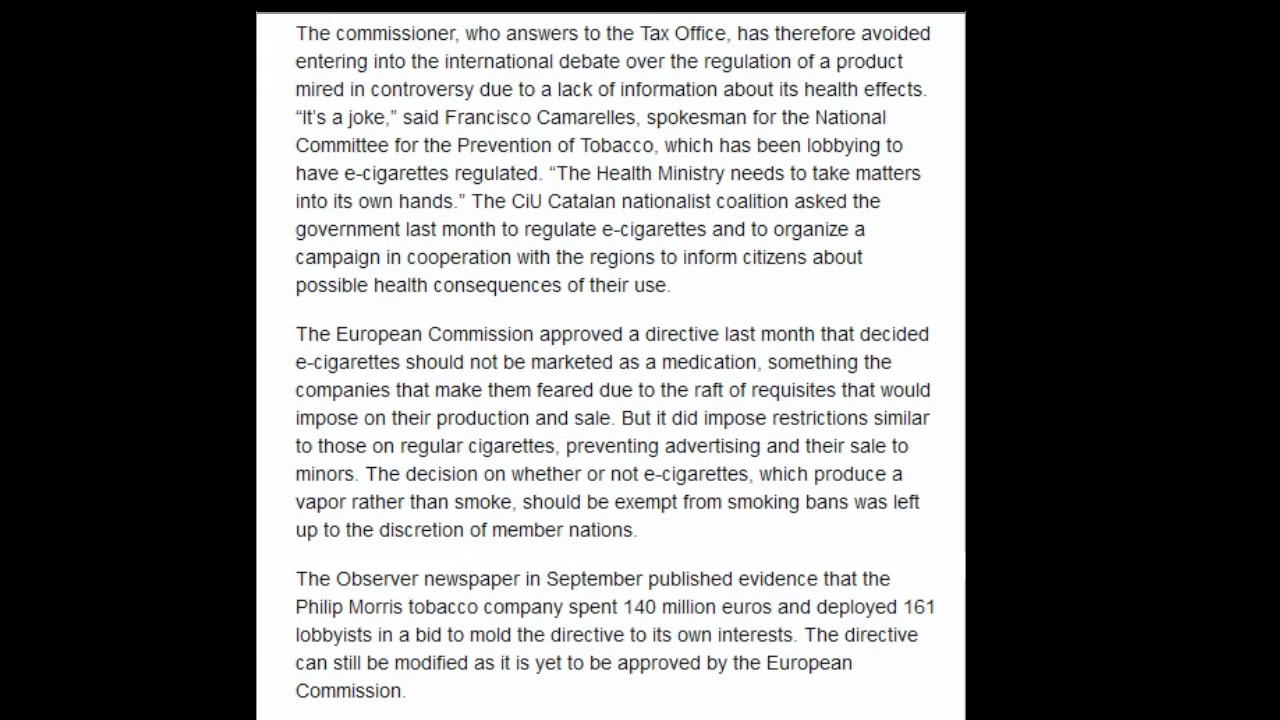 The commissioner, who answers to the Tax Office, has therefore avoided
entering into the international debate over the regulation of a product
mired in controversy due to a lack of information about its health effects.
“It’s a joke,” said Francisco Camarelles, spokesman for the National
Committee for the Prevention of Tobacco, which has been lobbying to
have e-cigarettes regulated. “The Health Ministry needs to take matters
into its own hands.” The CiU Catalan nationalist coalition asked the
government last month to regulate e-cigarettes and to organize a
campaign in cooperation with the regions to inform citizens about
possible health consequences of their use.
The European Commission approved a directive last month that decided
e-cigarettes should not be marketed as a medication, something the
companies that make them feared due to the raft of requisites that would
impose on their production and sale. But it did impose restrictions similar
to those on regular cigarettes, preventing advertising and their sale to
minors. The decision on whether or not e-cigarettes, which produce a
vapor rather than smoke, should be exempt from smoking bans was left
up to the discretion of member nations.
The Observer newspaper in September published evidence that the
Philip Morris tobacco company spent 140 million euros and deployed 161
lobbyists in a bid to mold the directive to its own interests. The directive
can still be modified as it is yet to be approved by the European
Commission.